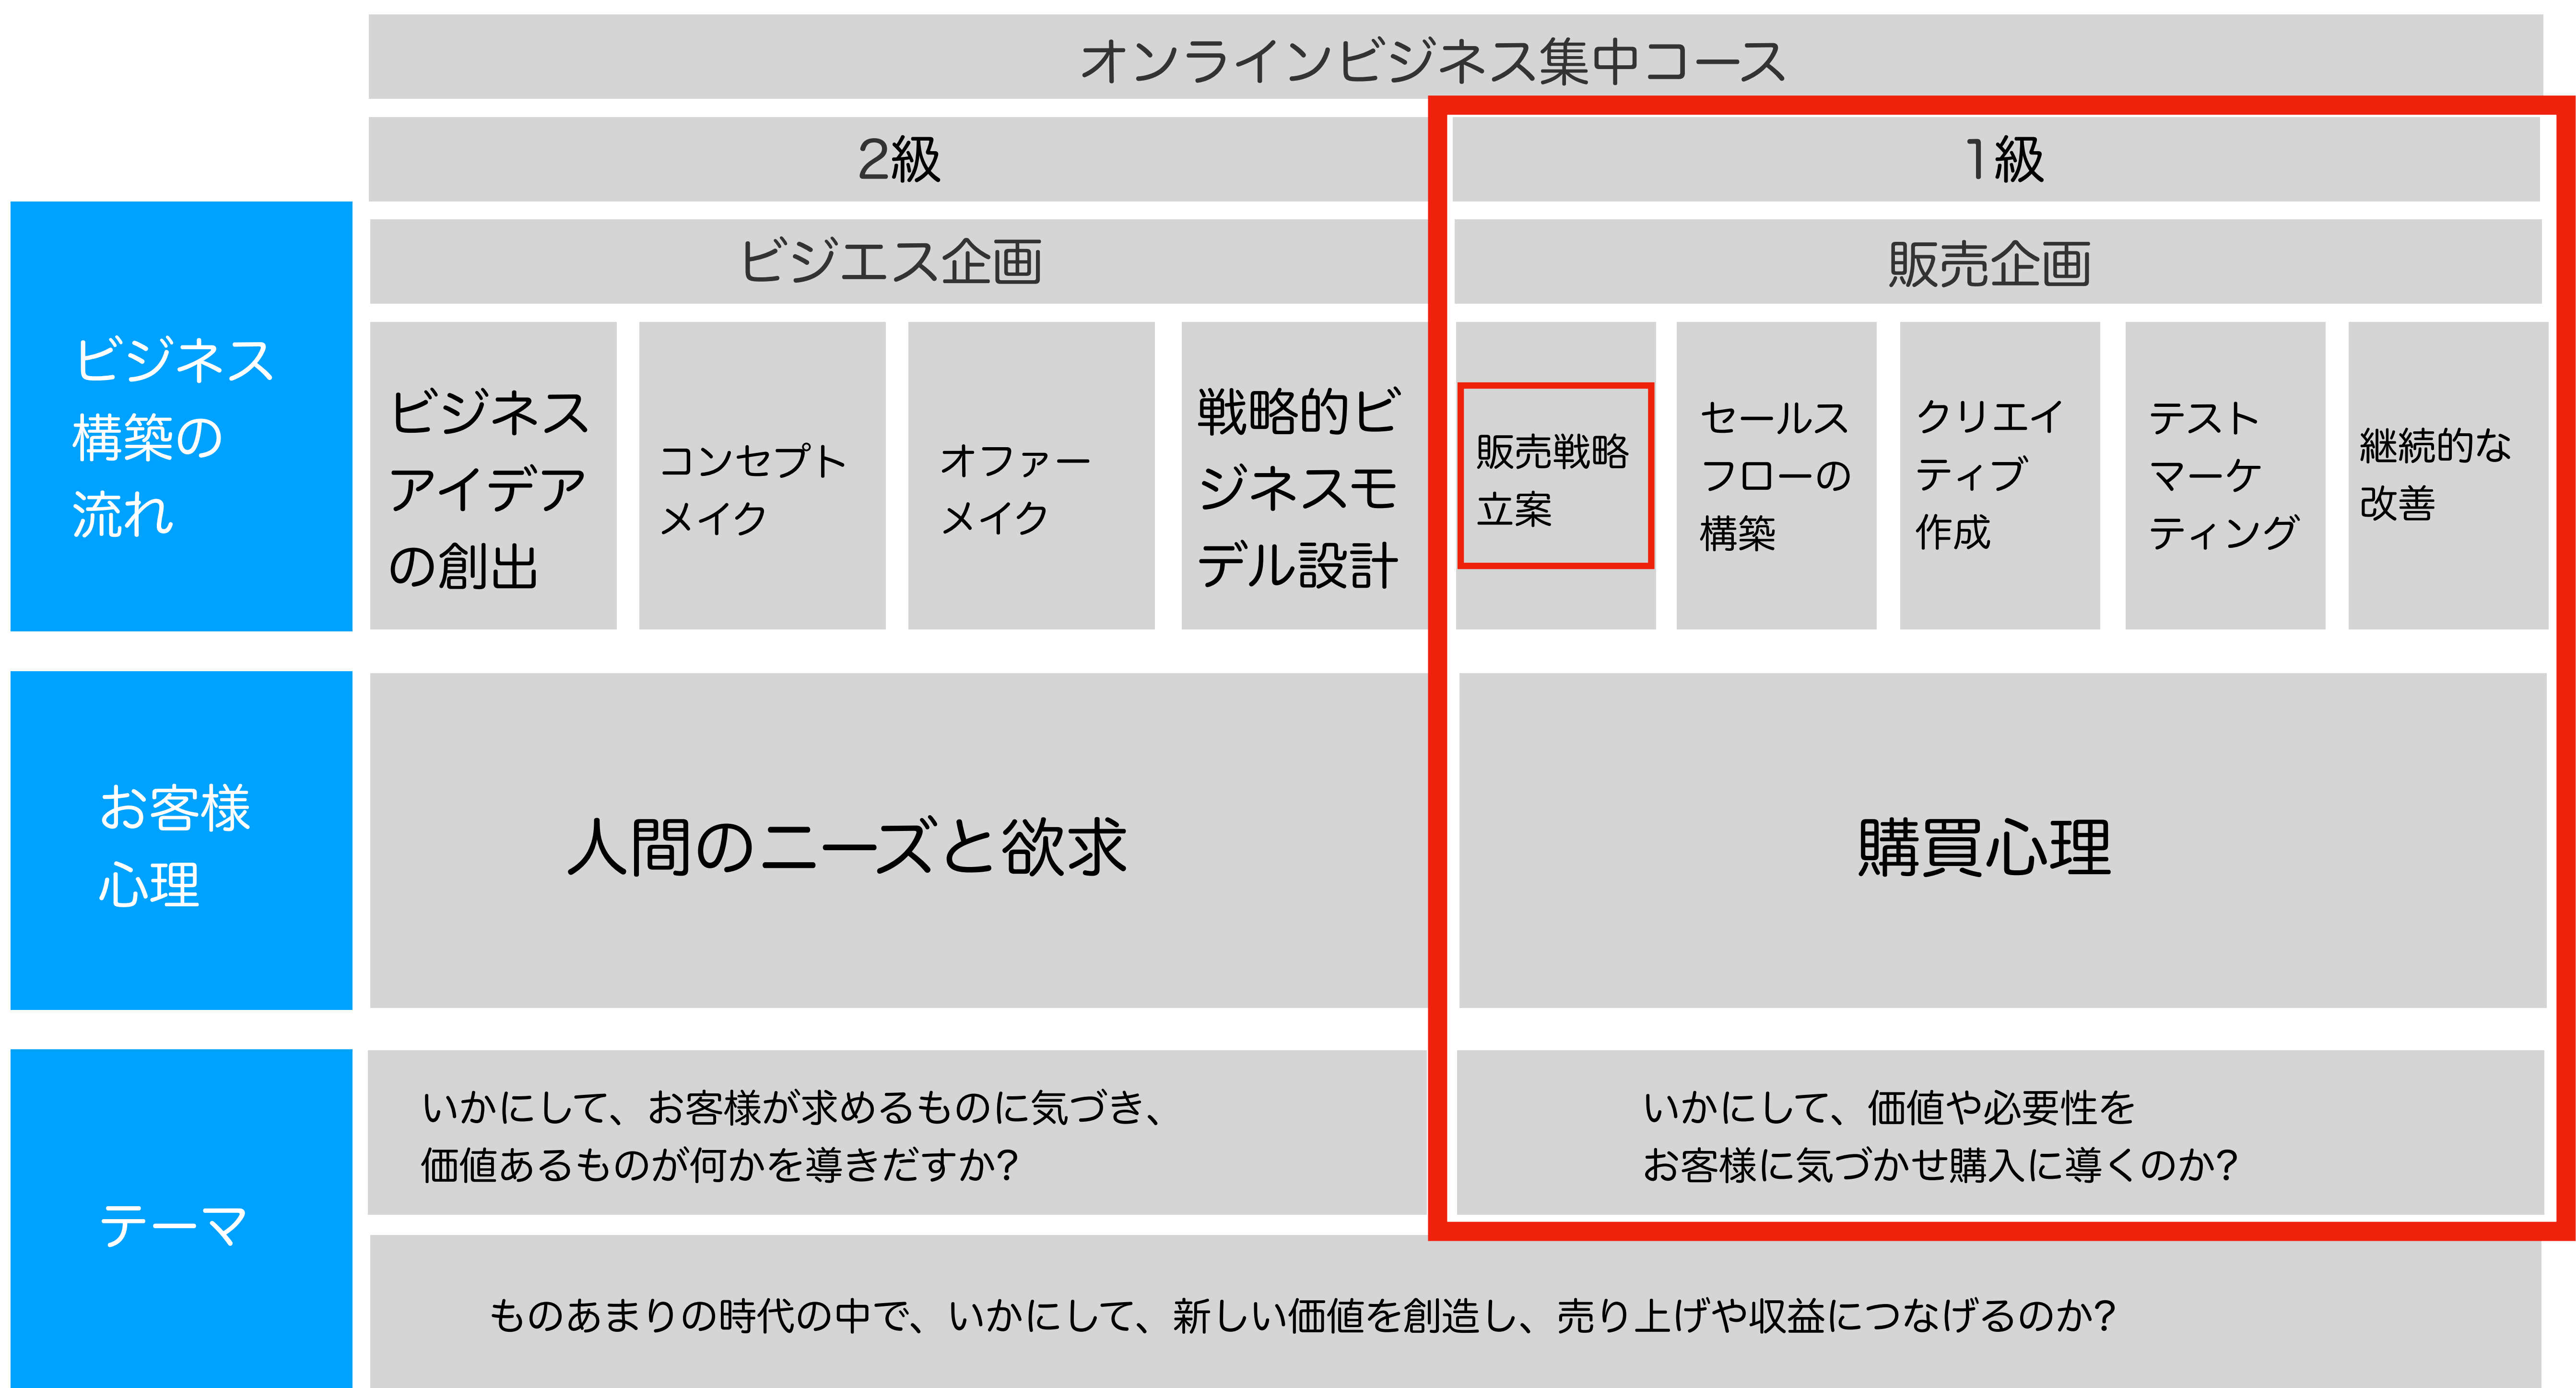 オンラインビジネス集中コース
2級
1級
ビジエス企画
販売企画
ビジネス
構築の
流れ
ビジネス
アイデア
の創出
コンセプト
メイク
オファー
メイク
戦略的ビ
ジネスモ
デル設計
販売戦略
立案
セールス
フローの
構築
クリエイ
ティブ
作成
テスト
マーケ
ティング
継続的な
改善
お客様
心理
人間のニーズと欲求
購買心理
テーマ
いかにして、お客様が求めるものに気づき、
価値あるものが何かを導きだすか?
いかにして、価値や必要性を
お客様に気づかせ購入に導くのか?
ものあまりの時代の中で、いかにして、新しい価値を創造し、売り上げや収益につなげるのか?